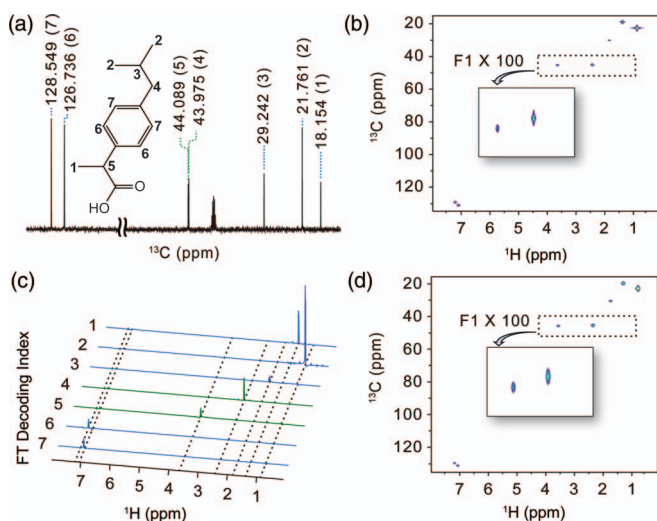 (a)
128.549 (7)
126.736 (6)
44.089 (5)
43.975 (4)
29.242 (3)
21.761 (2)
18.154 (1)
2
2
3
4
7
7
6
6
5
1
O
HO
¹³C (ppm)
(b)
20
40
60
80
100
120
¹³C (ppm)
F1 X 100
7 6 5 4 3 2 1
¹H (ppm)
(c)
FT Decoding Index
1
2
3
4
5
6
7
7 6 5 4 3 2 1
¹H (ppm)
(d)
20
40
60
80
100
120
¹³C (ppm)
F1 X 100
7 6 5 4 3 2 1
¹H (ppm)